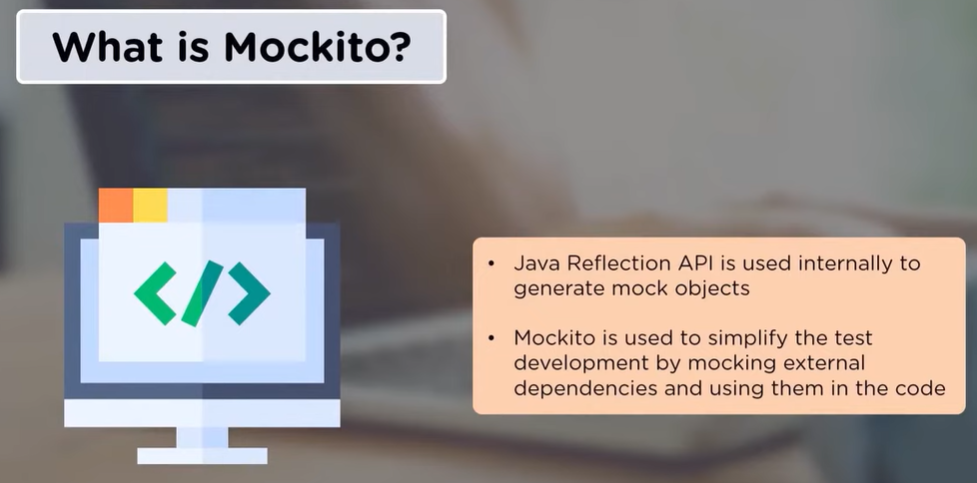 What is Mockito?
</>
• Java Reflection API is used internally to
generate mock objects
• Mockito is used to simplify the test
development by mocking external
dependencies and using them in the code